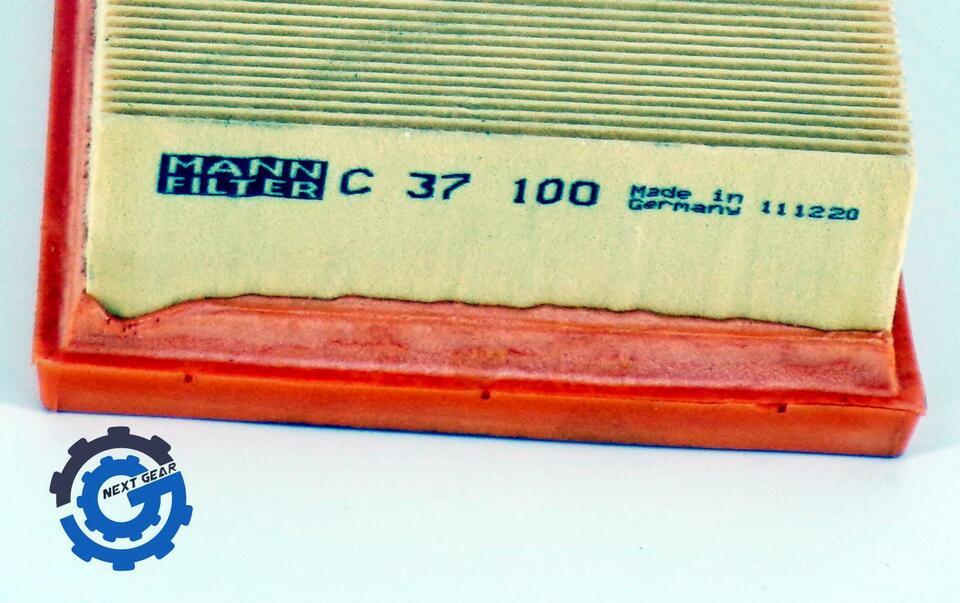 MANN
FILTER
C 37 100
Made in
Germany 111220
NEXT GEAR